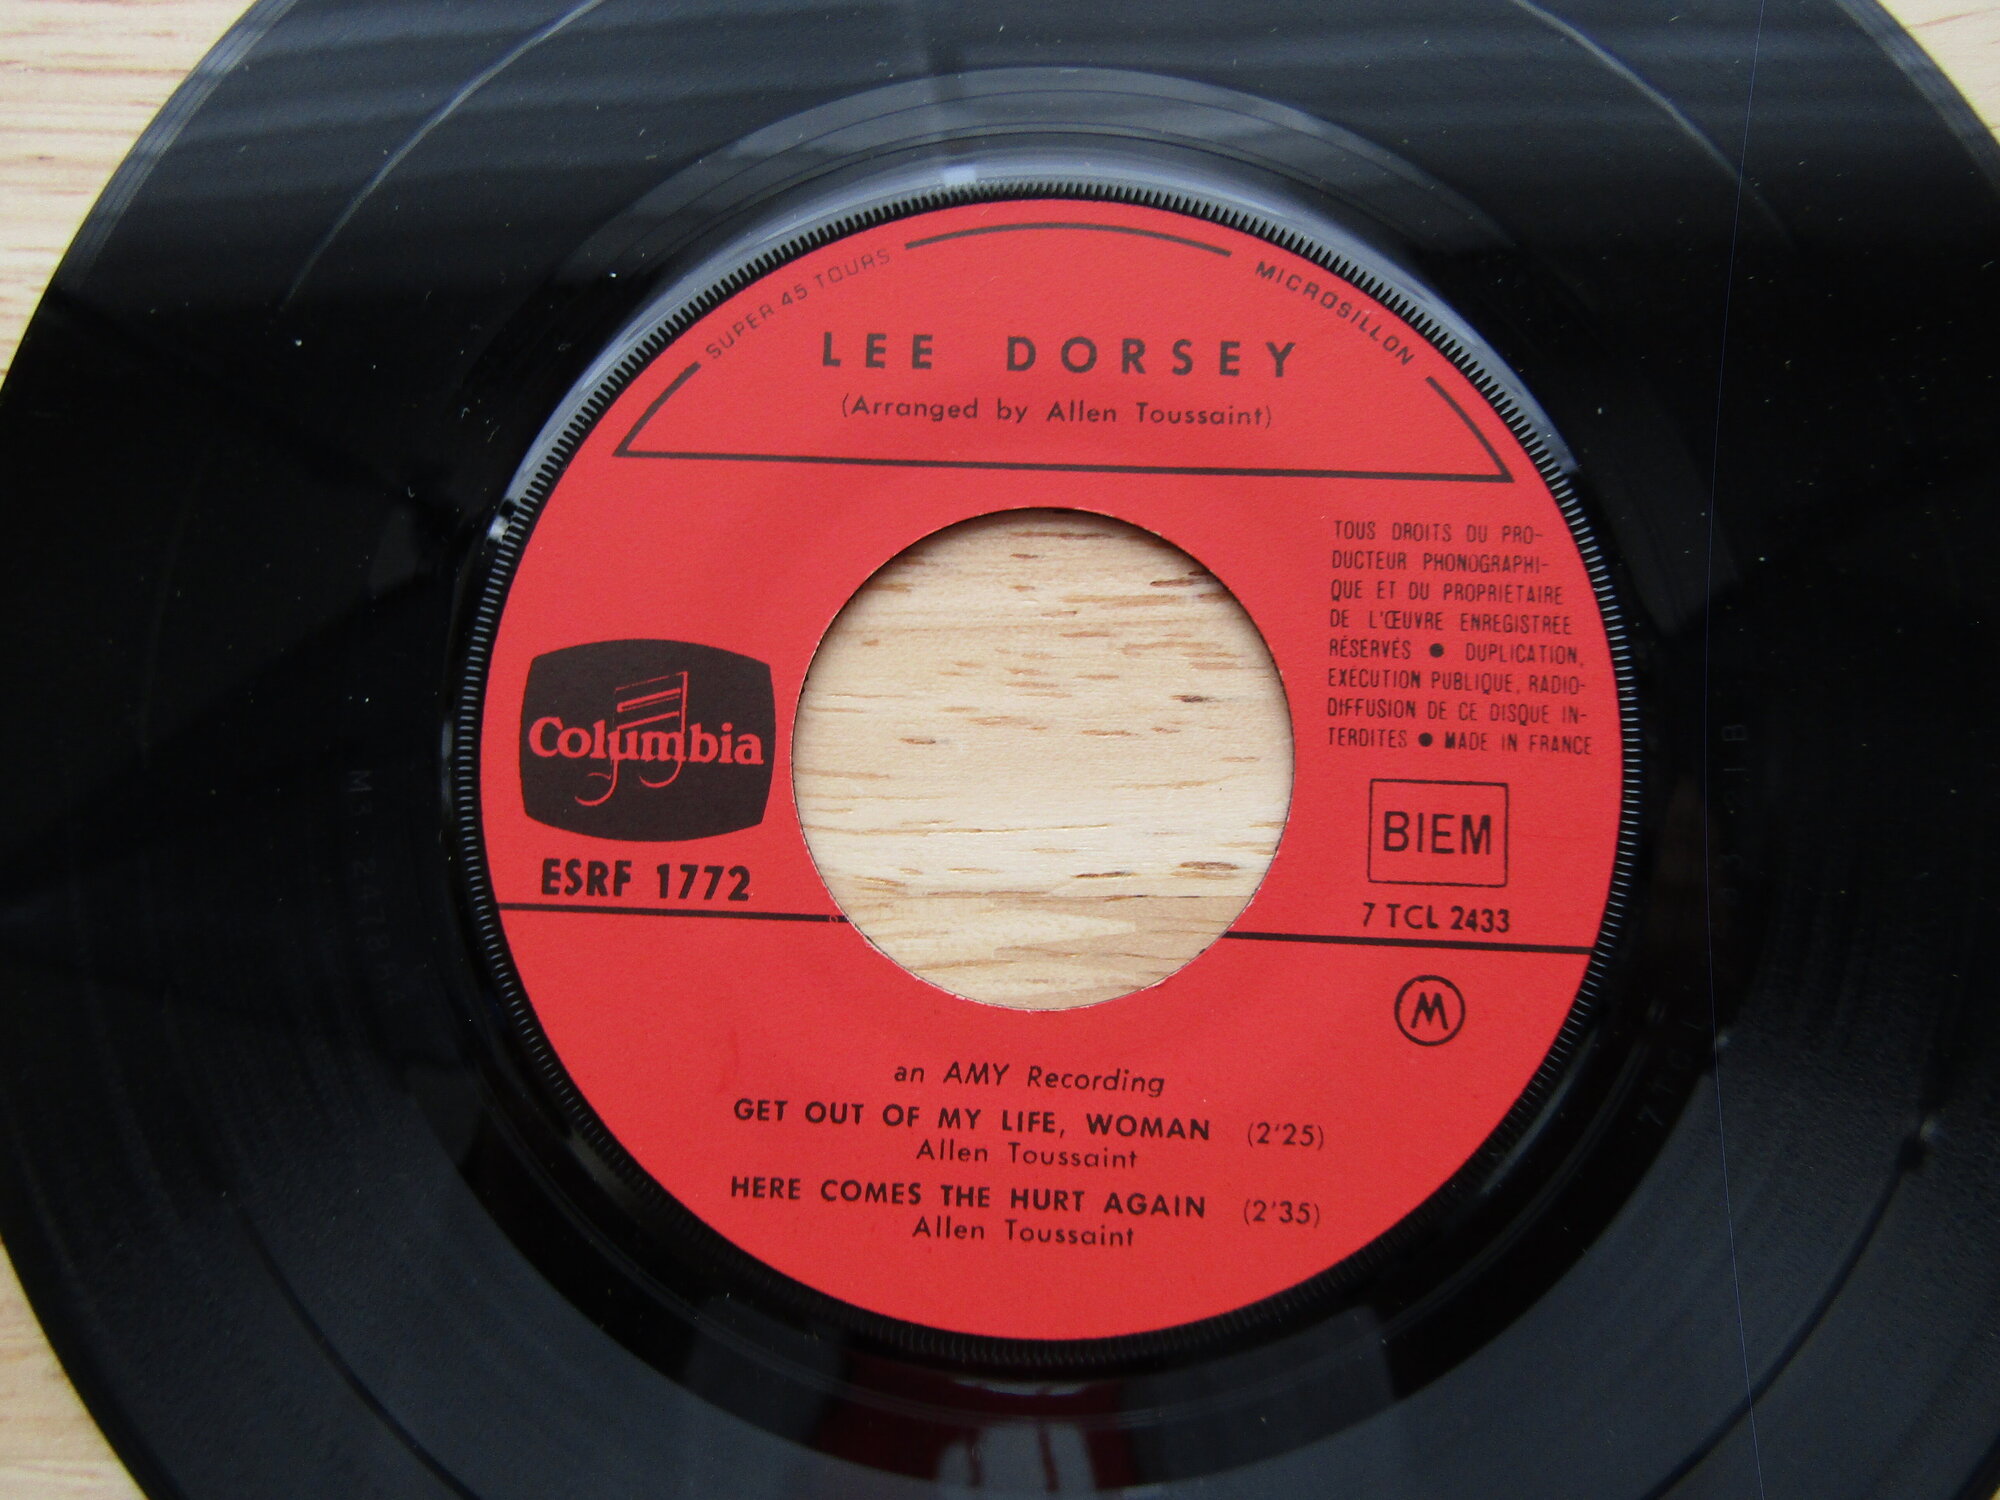 SUPER 45 TOURS
MICROSILLON
LEE DORSEY
(Arranged by Allen Toussaint)
TOUS DROITS DU PRO-
DUCTEUR PHONOGRAPHI-
QUE ET DU PROPRIÉTAIRE
DE L'ŒUVRE ENREGISTRÉE
RÉSERVÉS ● DUPLICATION,
EXÉCUTION PUBLIQUE, RADIO-
DIFFUSION DE CE DISQUE IN-
TERDITES ● MADE IN FRANCE
Columbia
ESRF 1772
BIEM
7 TCL 2433
M
an AMY Recording
GET OUT OF MY LIFE, WOMAN (2'25)
Allen Toussaint
HERE COMES THE HURT AGAIN (2'35)
Allen Toussaint